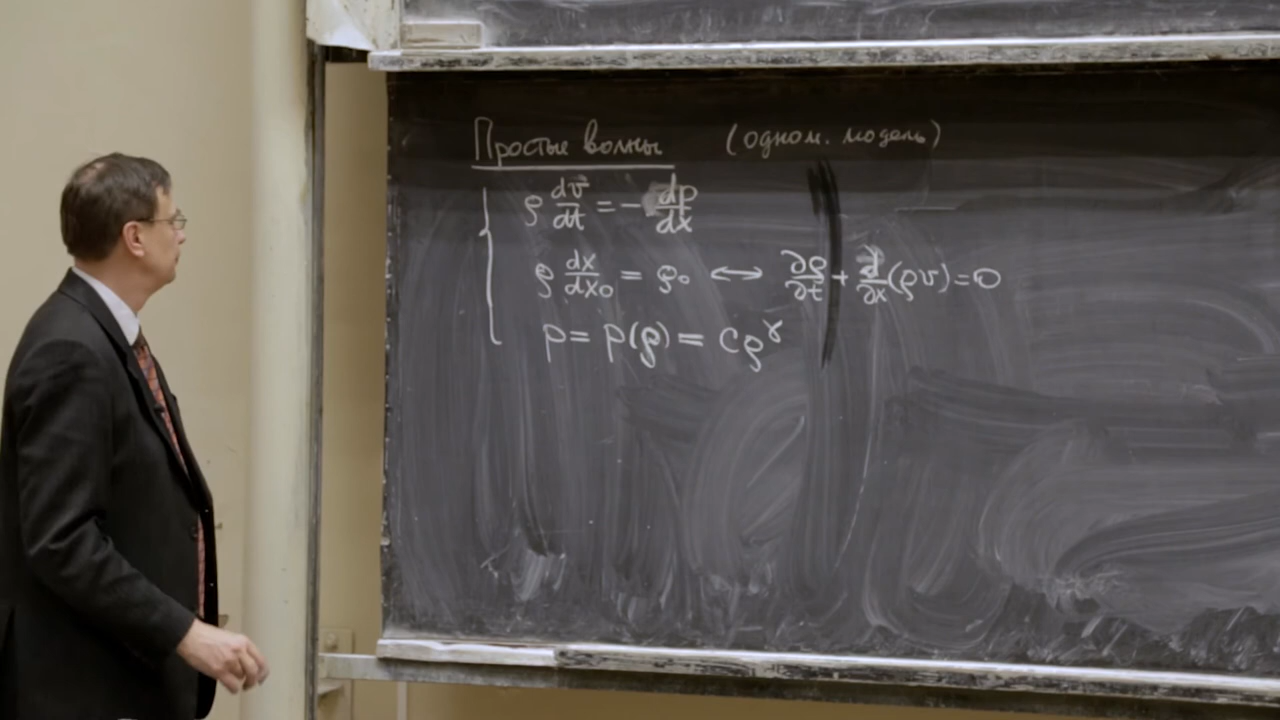 Простые волны (одном. модель)
ρ dv/dt = - dp/dx
ρ dx/dx₀ = ρ₀ ↔ ∂ρ/∂t + ∂/∂x (ρv) = 0
p = p(ρ) = cρ^γ